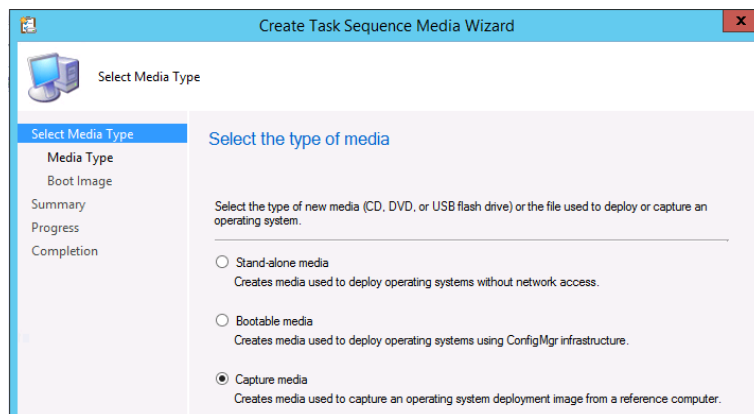 Create Task Sequence Media Wizard
x
Select Media Type
Select Media Type
Media Type
Boot Image
Summary
Progress
Completion
Select the type of media
Select the type of new media (CD, DVD, or USB flash drive) or the file used to deploy or capture an
operating system.
Stand-alone media
Creates media used to deploy operating systems without network access.
Bootable media
Creates media used to deploy operating systems using ConfigMgr infrastructure.
Capture media
Creates media used to capture an operating system deployment image from a reference computer.